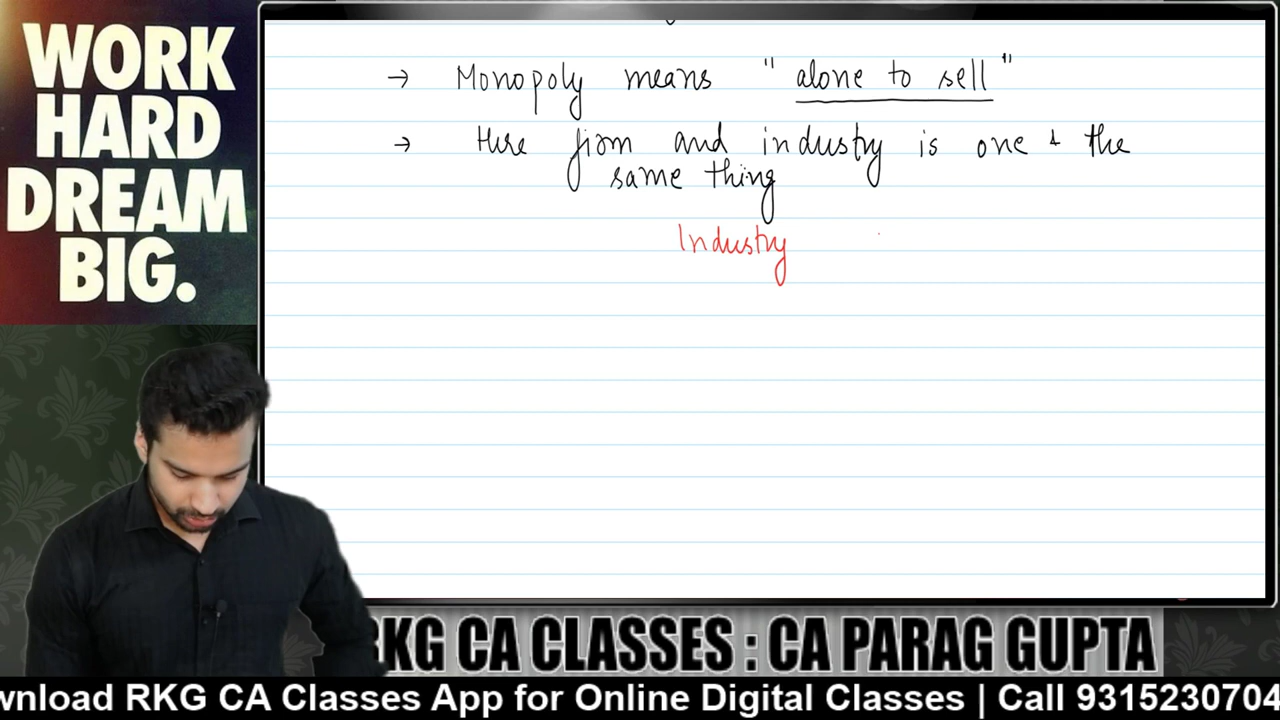 WORK
HARD
DREAM
BIG.
→ Monopoly means "alone to sell"
→ Here firm and industry is one & the
same thing
Industry
RKG CA CLASSES : CA PARAG GUPTA
wnload RKG CA Classes App for Online Digital Classes | Call 9315230704